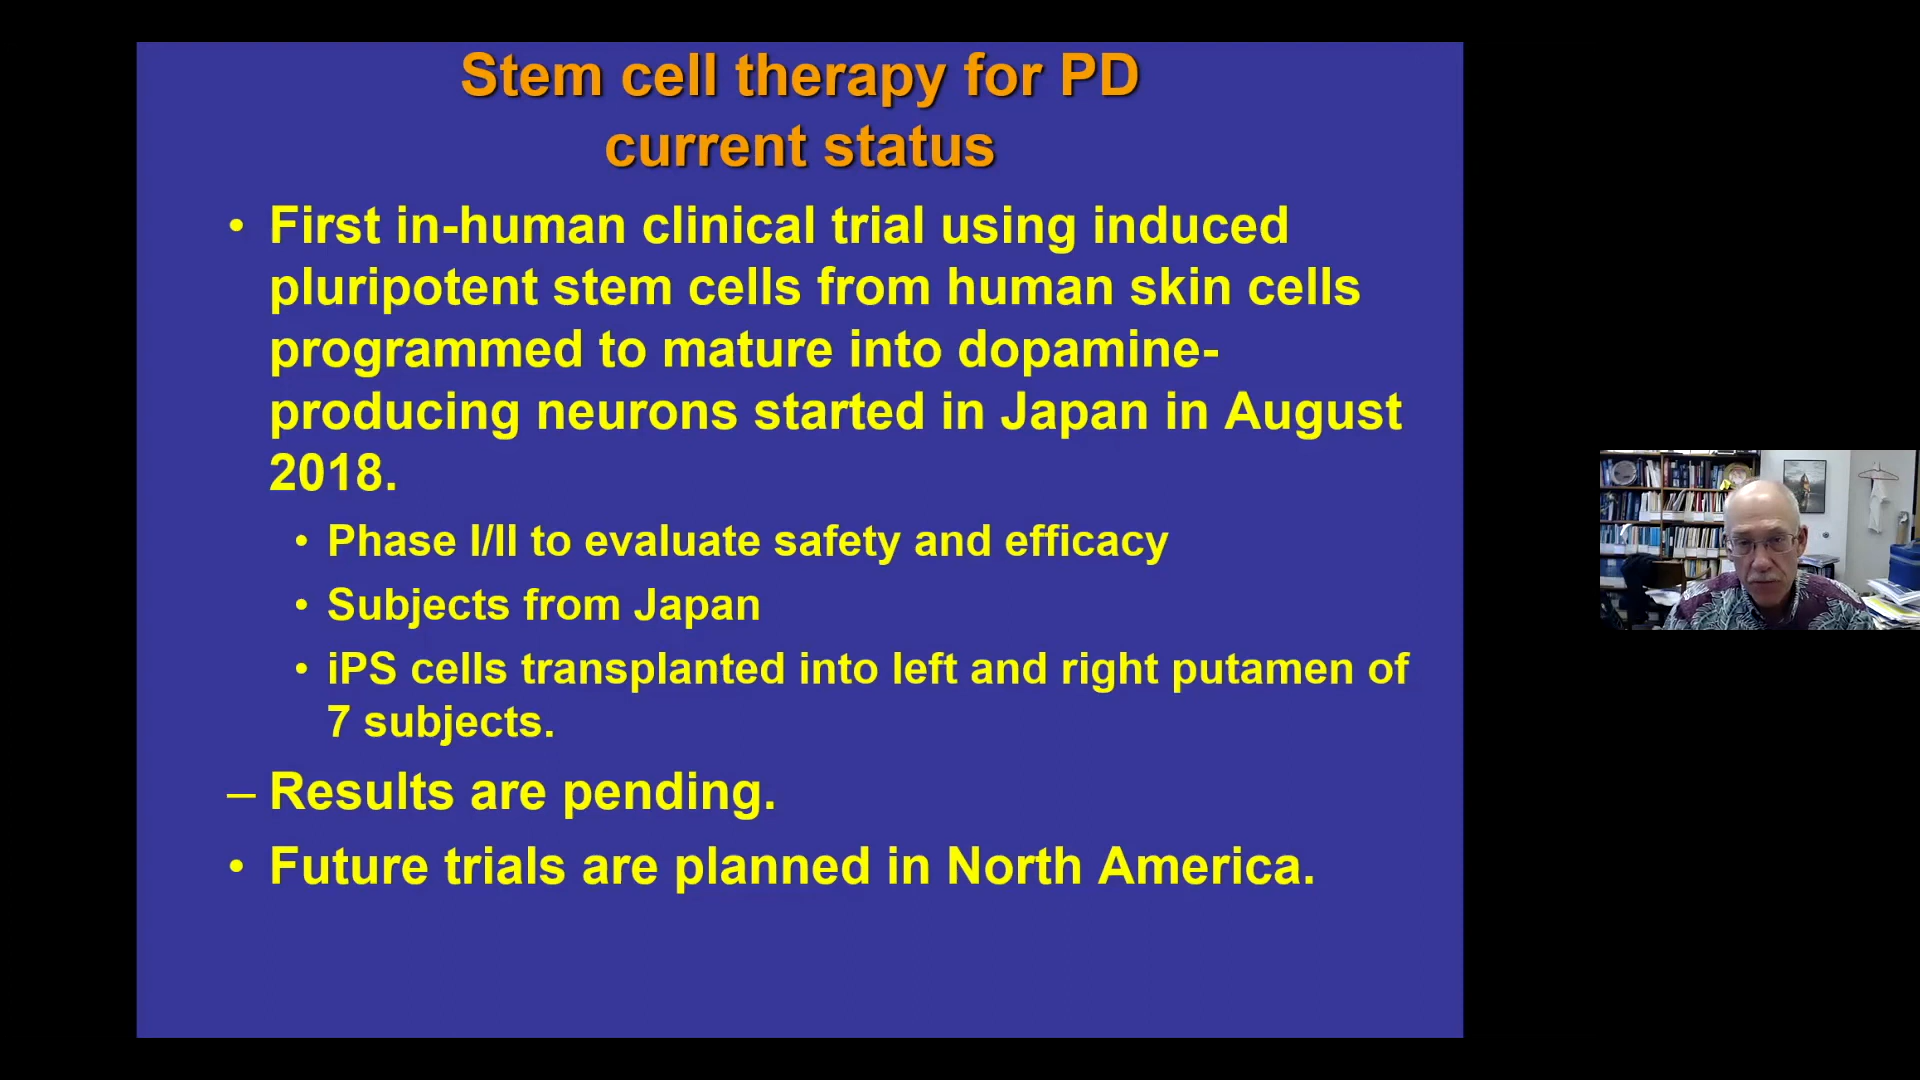 Stem cell therapy for PD
current status
• First in-human clinical trial using induced
pluripotent stem cells from human skin cells
programmed to mature into dopamine-
producing neurons started in Japan in August
2018.
• Phase I/II to evaluate safety and efficacy
• Subjects from Japan
• iPS cells transplanted into left and right putamen of
7 subjects.
– Results are pending.
• Future trials are planned in North America.